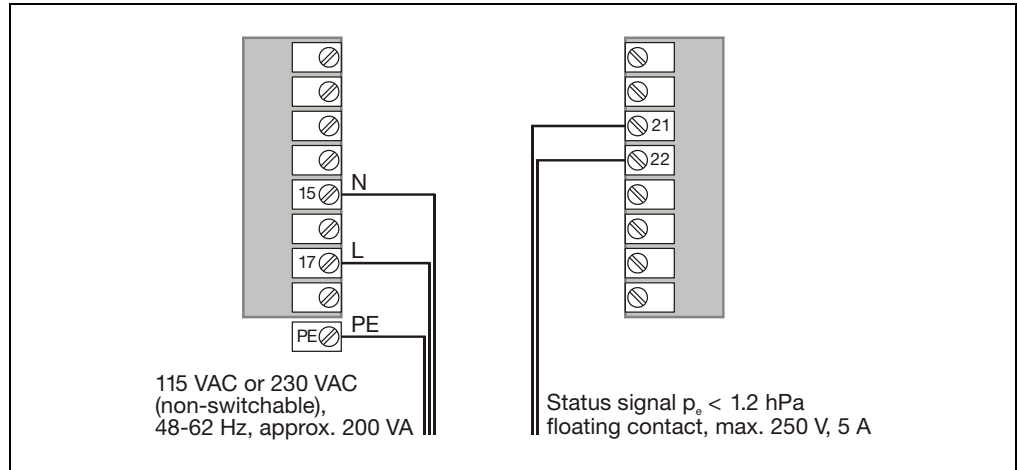 15 N
17 L
PE PE
115 VAC or 230 VAC
(non-switchable),
48-62 Hz, approx. 200 VA
21
22
Status signal pₑ < 1.2 hPa
floating contact, max. 250 V, 5 A